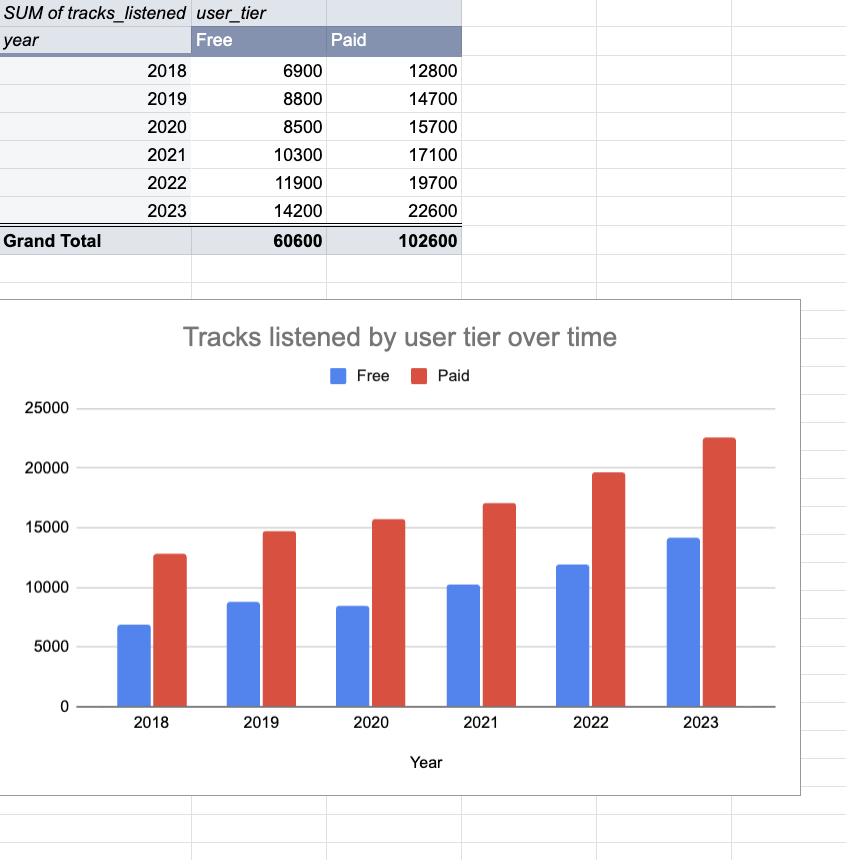 SUM of tracks_listened user_tier
year Free Paid
2018 6900 12800
2019 8800 14700
2020 8500 15700
2021 10300 17100
2022 11900 19700
2023 14200 22600
Grand Total 60600 102600
Tracks listened by user tier over time
Free Paid
25000
20000
15000
10000
5000
0
2018 2019 2020 2021 2022 2023
Year